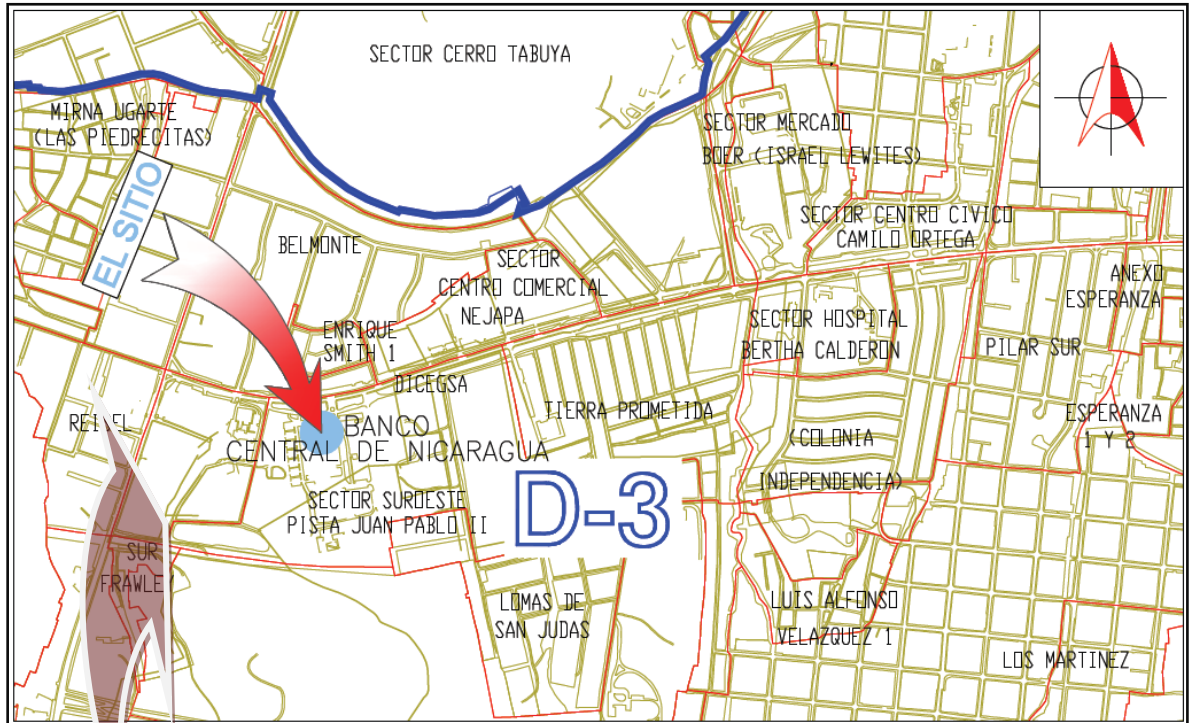 SECTOR CERRO TABUYA
MIRNA UGARTE
(LAS PIEDRECITAS)
SECTOR MERCADO
BOER (ISRAEL LEWITES)
EL SITIO
SECTOR CENTRO CIVICO
CAMILO ORTEGA
BELMONTE
SECTOR
CENTRO COMERCIAL
NEJAPA
ANEXO
ESPERANZA
ENRIQUE
SMITH 1
SECTOR HOSPITAL
BERTHA CALDERON
PILAR SUR
DICEGSA
TIERRA PROMETIDA
BANCO
CENTRAL DE NICARAGUA
(COLONIA
INDEPENDENCIA)
ESPERANZA
1 Y 2
SECTOR SUROESTE
PISTA JUAN PABLO II
D-3
SUR
FRAWLEY
LOMAS DE
SAN JUDAS
LUIS ALFONSO
VELAZQUEZ 1
LOS MARTINEZ